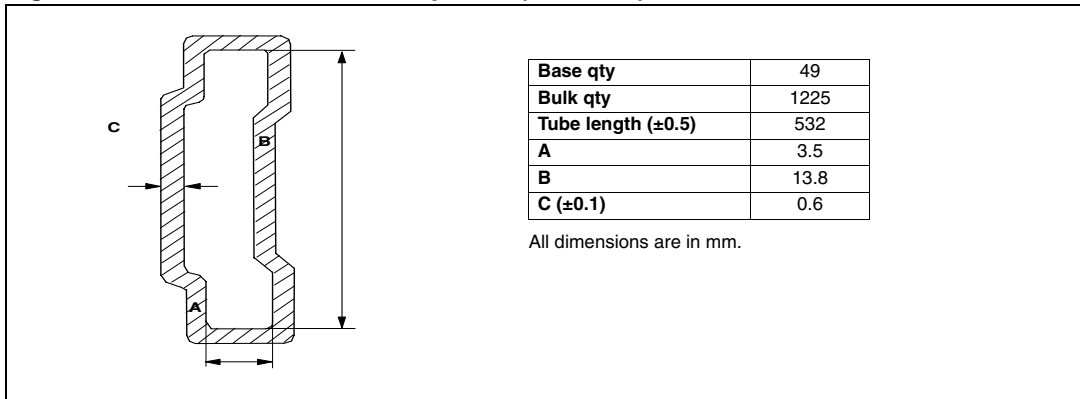 C
B
A
Base qty 49
Bulk qty 1225
Tube length (±0.5) 532
A 3.5
B 13.8
C (±0.1) 0.6
All dimensions are in mm.